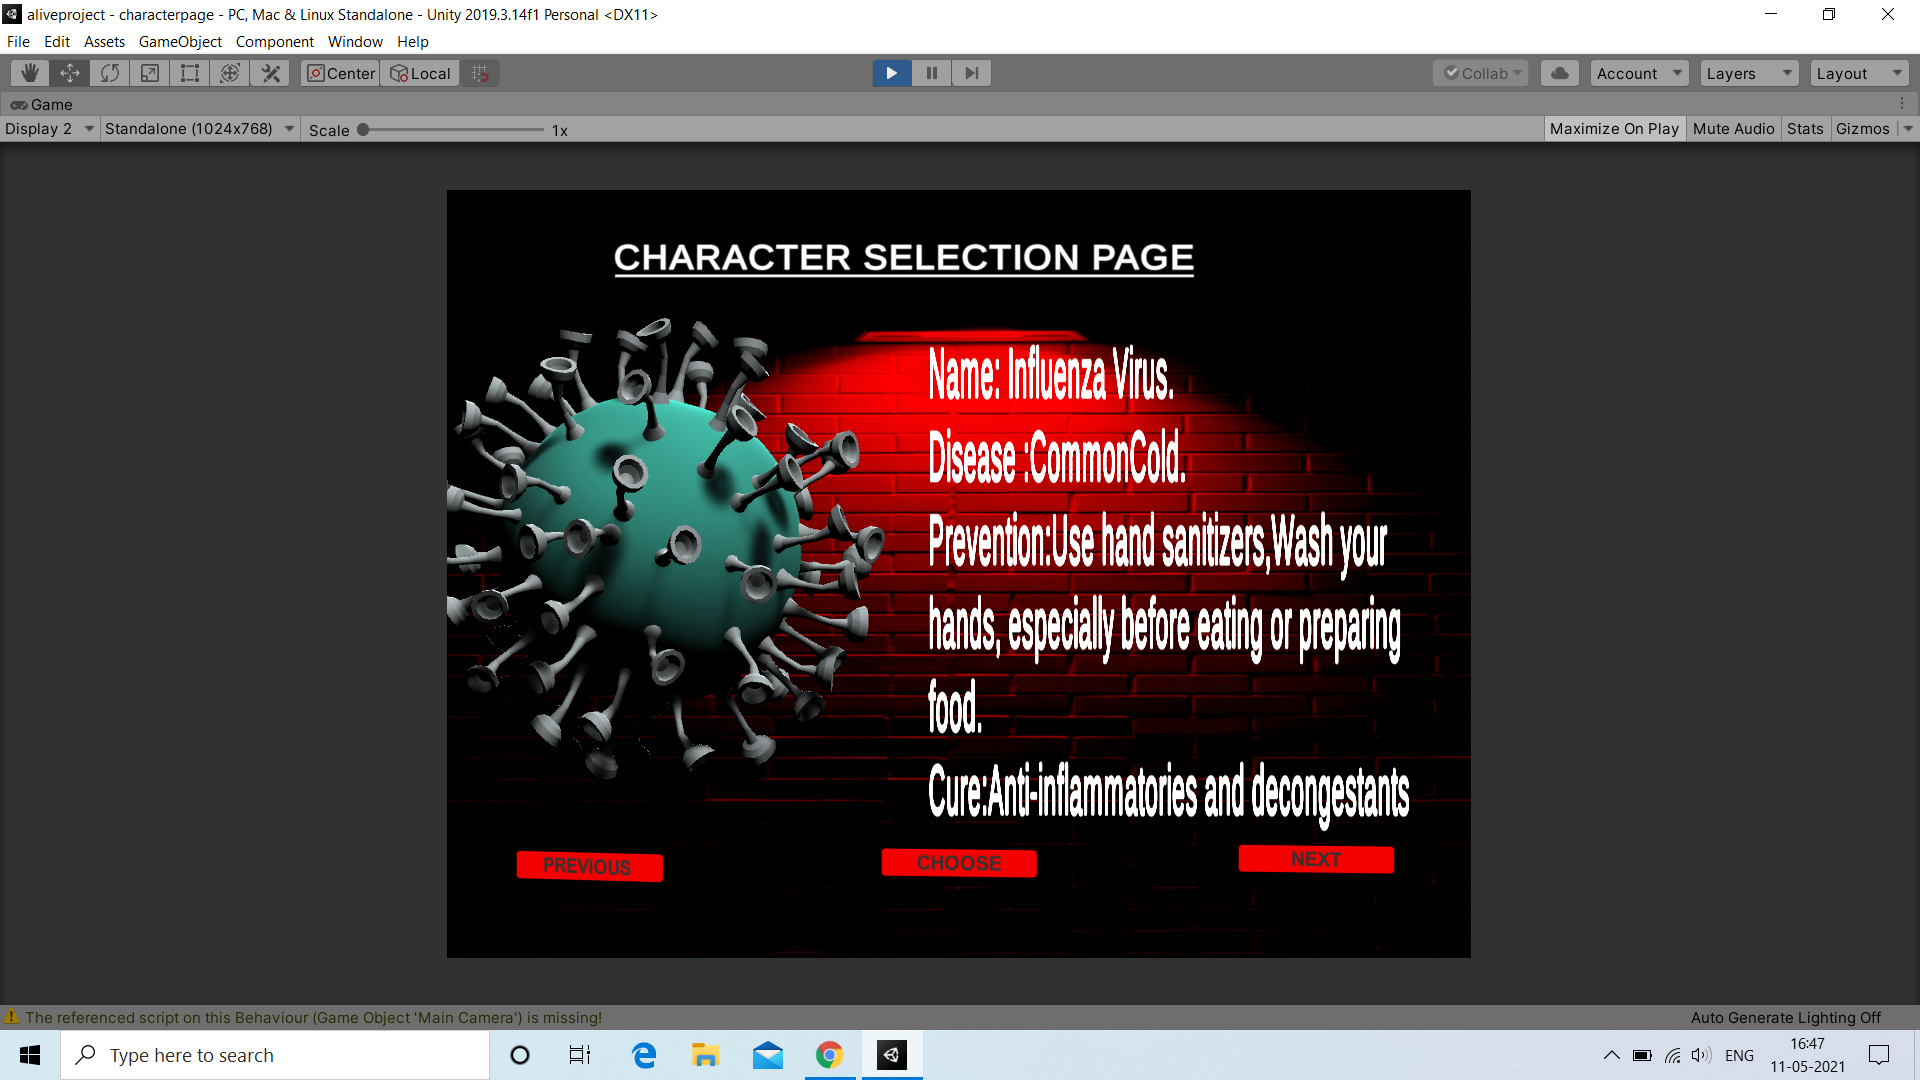 aliveproject - characterpage - PC, Mac & Linux Standalone - Unity 2019.3.14f1 Personal <DX11>
File Edit Assets GameObject Component Window Help
Center Local Collab Account Layers Layout
Game
Display 2 Standalone (1024x768) Scale 1x Maximize On Play Mute Audio Stats Gizmos
CHARACTER SELECTION PAGE
Name: Influenza Virus.
Disease :CommonCold.
Prevention:Use hand sanitizers,Wash your
hands, especially before eating or preparing
food.
Cure:Anti-inflammatories and decongestants
PREVIOUS CHOOSE NEXT
The referenced script on this Behaviour (Game Object 'Main Camera') is missing! Auto Generate Lighting Off
Type here to search ENG 16:47
11-05-2021